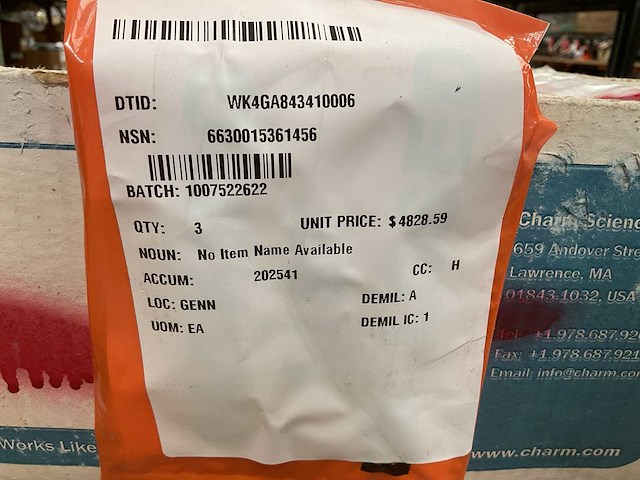 DTID: WK4GA843410006
NSN: 6630015361456
BATCH: 1007522622
QTY: 3 UNIT PRICE: $4828.59
NOUN: No Item Name Available
ACCUM: 202541 CC: H
LOC: GENN DEMIL: A
UOM: EA DEMIL IC: 1
Charm Scienc
659 Andover Stre
Lawrence, MA
01843.1032, USA
Tel: +1.978.687.92
Fax: +1.978.687.921
Email: info@charm.com
Works Like
www.charm.com